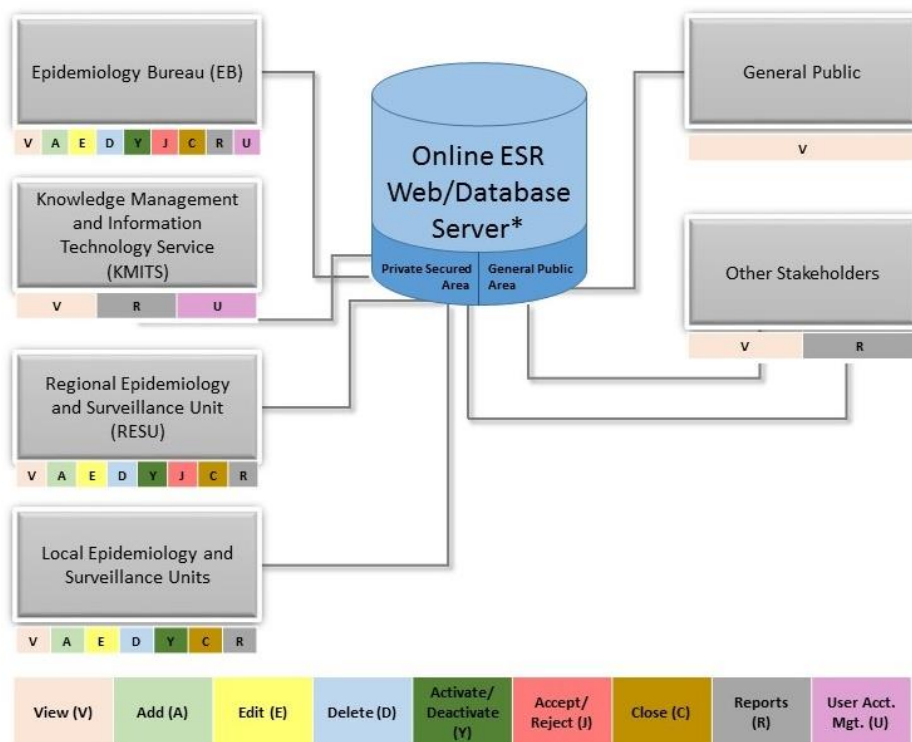 Epidemiology Bureau (EB)
V A E D Y J C R U
Knowledge Management
and Information
Technology Service
(KMITS)
V R U
Regional Epidemiology
and Surveillance Unit
(RESU)
V A E D Y J C R
Local Epidemiology and
Surveillance Units
V A E D Y C R
Online ESR
Web/Database
Server*
Private Secured
Area
General Public
Area
General Public
V
Other Stakeholders
V R
View (V)
Add (A)
Edit (E)
Delete (D)
Activate/
Deactivate
(Y)
Accept/
Reject (J)
Close (C)
Reports
(R)
User Acct.
Mgt. (U)